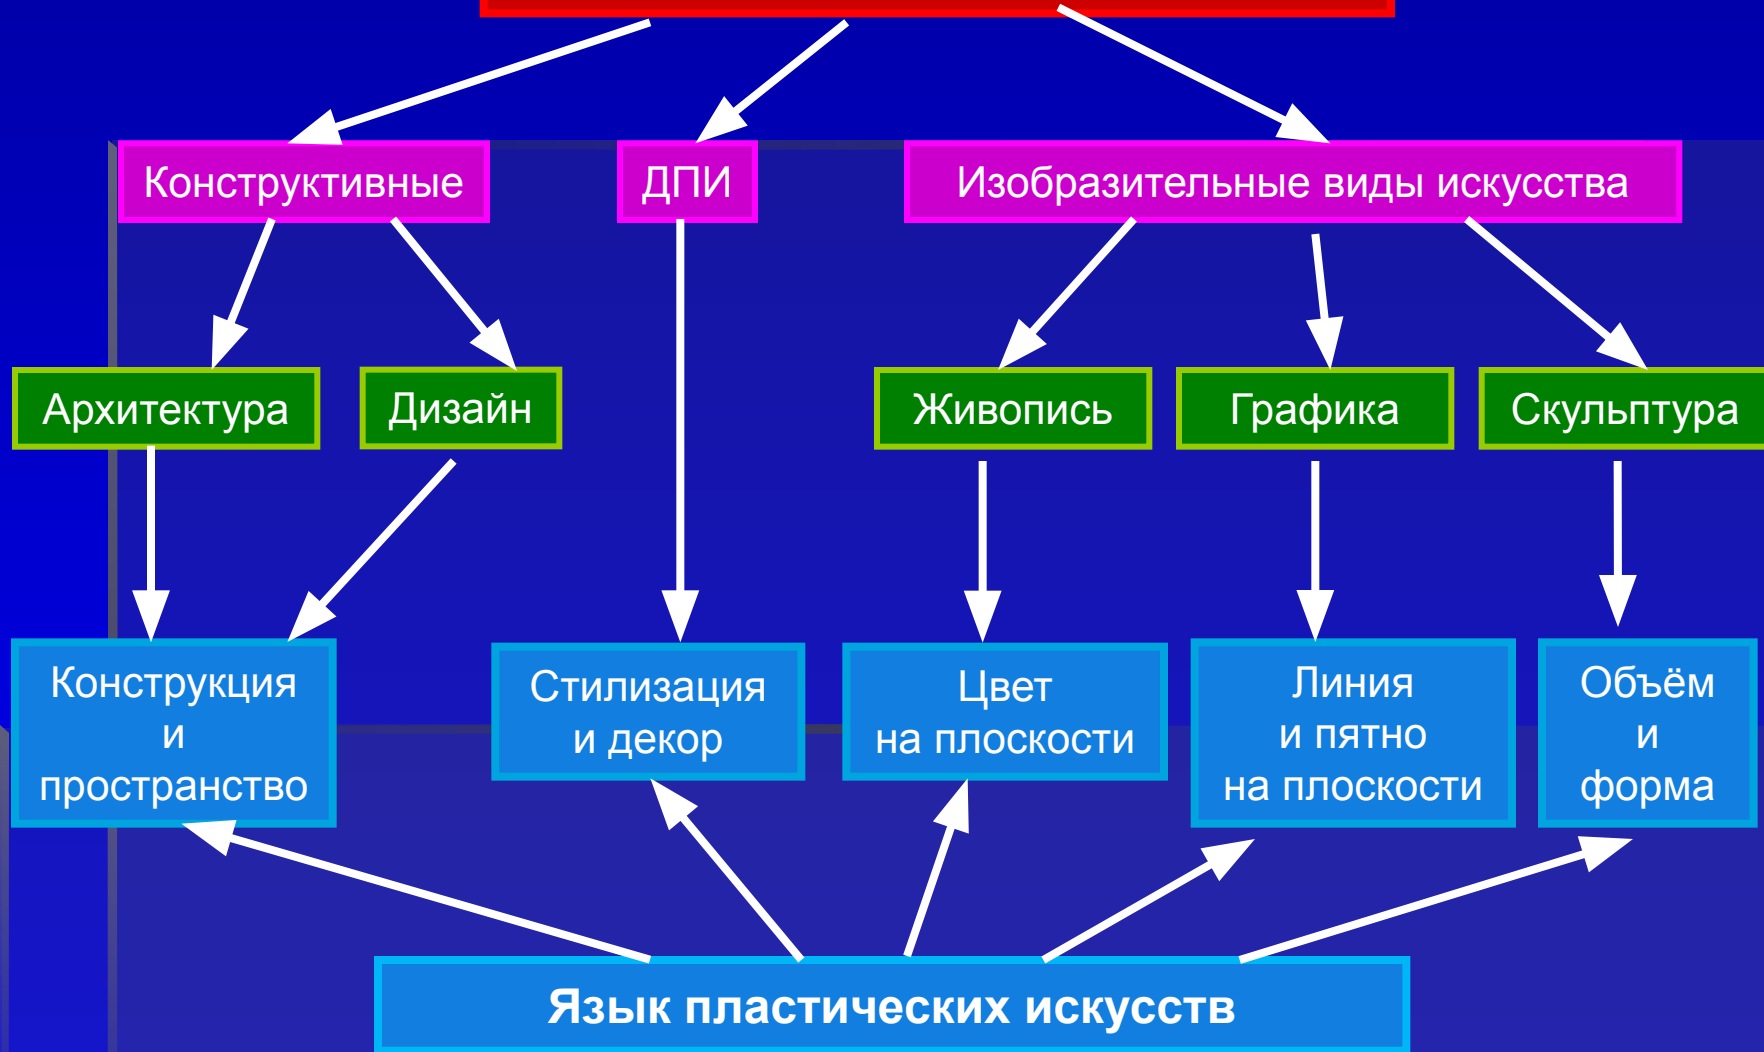 Конструктивные
ДПИ
Изобразительные виды искусства
Архитектура
Дизайн
Живопись
Графика
Скульптура
Конструкция
и
пространство
Стилизация
и декор
Цвет
на плоскости
Линия
и пятно
на плоскости
Объём
и
форма
Язык пластических искусств